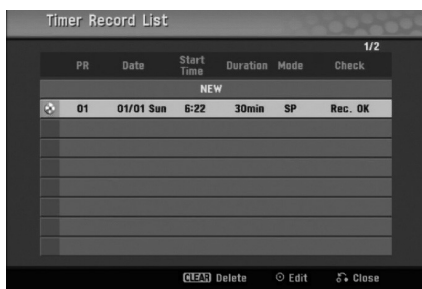 Timer Record List
1/2
PR Date Start Time Duration Mode Check
NEW
01 01/01 Sun 6:22 30min SP Rec. OK
CLEAR Delete ⊙ Edit Close